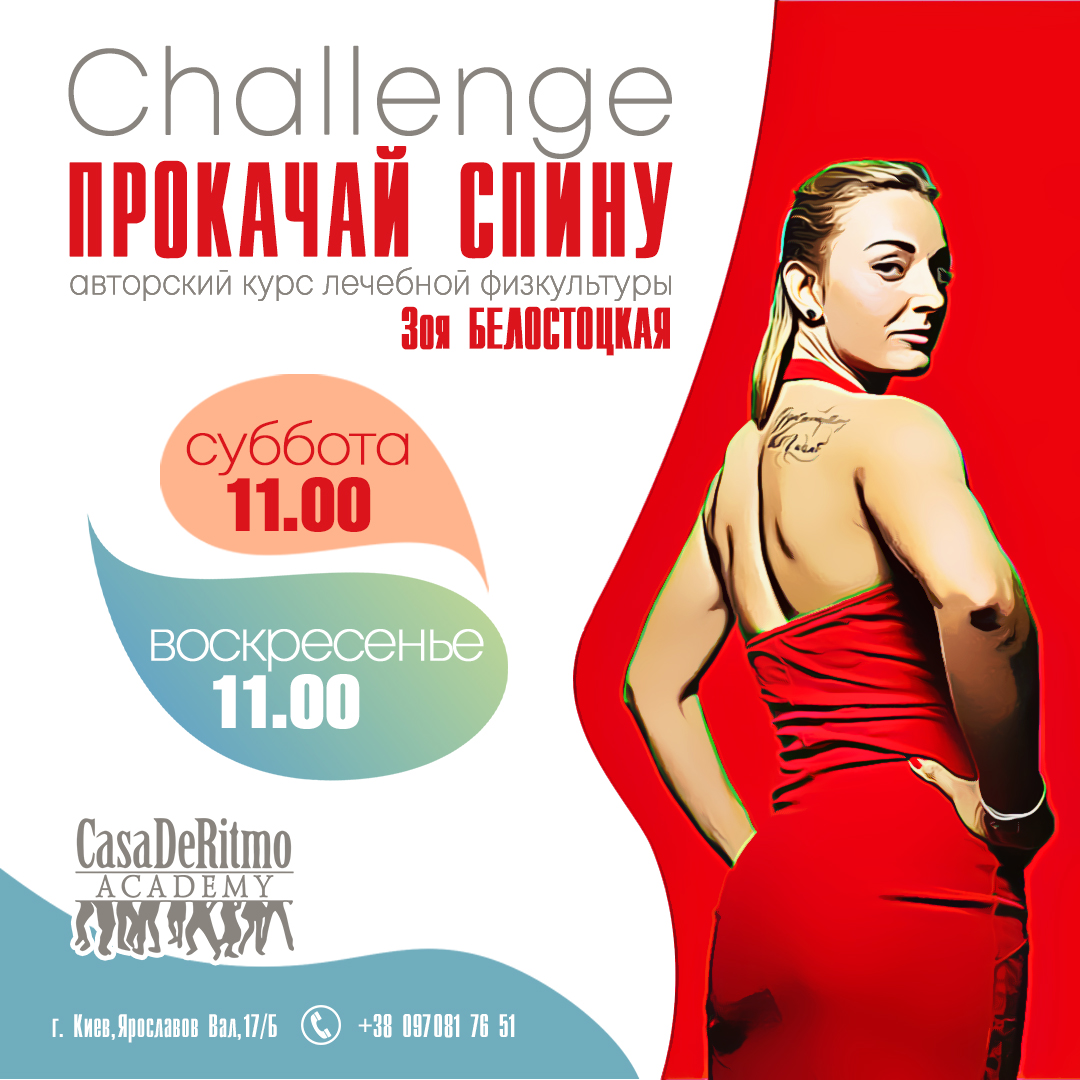 Challenge
ПРОКАЧАЙ СПИНУ
авторский курс лечебной физкультуры
Зоя БЕЛОСТОЦКАЯ
суббота
11.00
воскресенье
11.00
CasaDeRitmo
ACADEMY
г. Киев,Ярославов Вал,17/Б
+38 097081 76 51